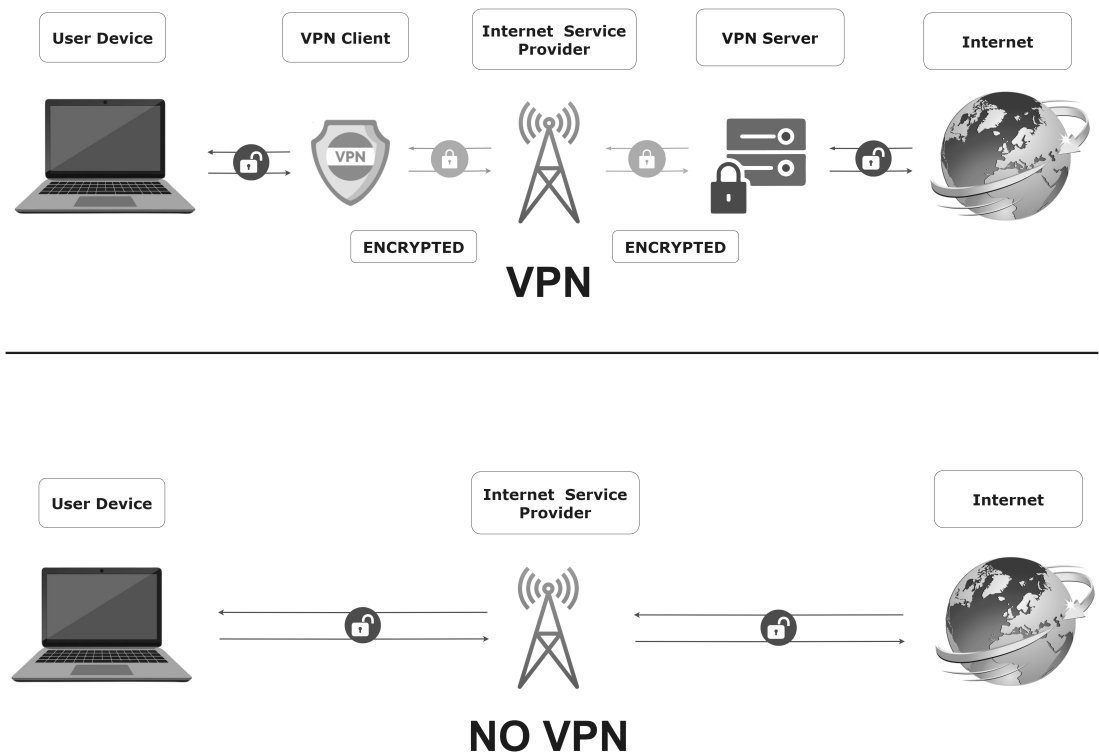 User Device
VPN Client
Internet Service
Provider
VPN Server
Internet
VPN
ENCRYPTED
ENCRYPTED
VPN
User Device
Internet Service
Provider
Internet
NO VPN